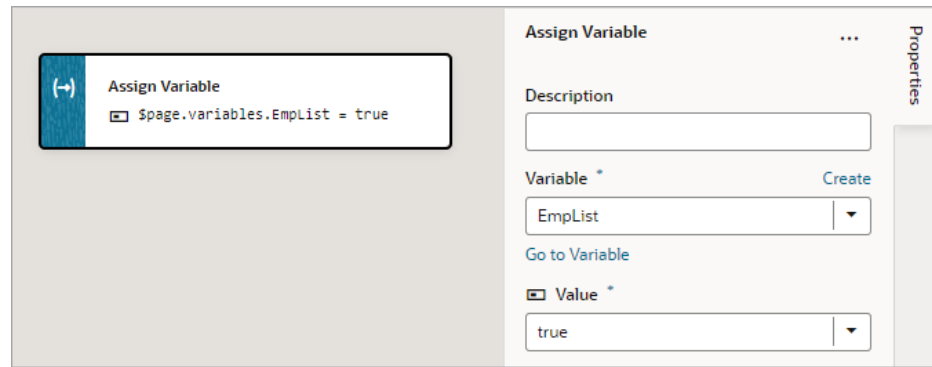 Assign Variable
$page.variables.EmpList = true
Assign Variable
...
Properties
Description
Variable *
Create
EmpList
Go to Variable
Value *
true